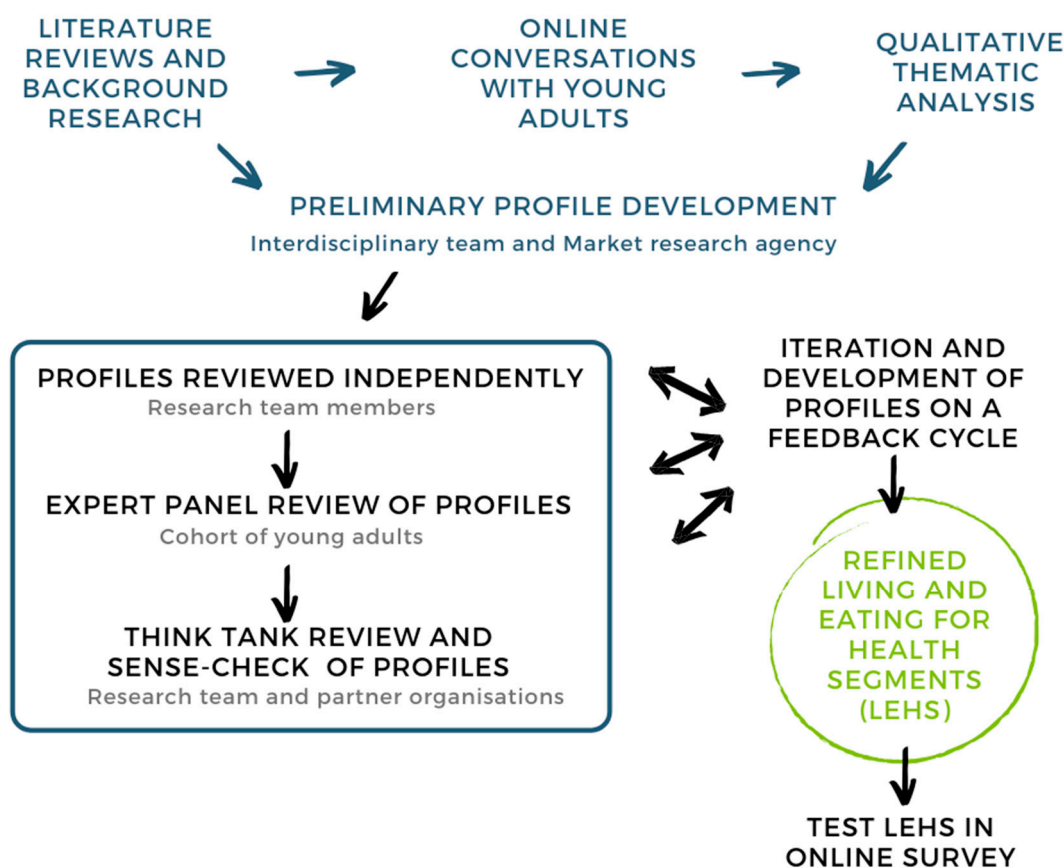 LITERATURE
REVIEWS AND
BACKGROUND
RESEARCH
ONLINE
CONVERSATIONS
WITH YOUNG
ADULTS
QUALITATIVE
THEMATIC
ANALYSIS
PRELIMINARY PROFILE DEVELOPMENT
Interdisciplinary team and Market research agency
PROFILES REVIEWED INDEPENDENTLY
Research team members
EXPERT PANEL REVIEW OF PROFILES
Cohort of young adults
THINK TANK REVIEW AND
SENSE-CHECK OF PROFILES
Research team and partner organisations
ITERATION AND
DEVELOPMENT OF
PROFILES ON A
FEEDBACK CYCLE
REFINED
LIVING AND
EATING FOR
HEALTH
SEGMENTS
(LEHS)
TEST LEHS IN
ONLINE SURVEY